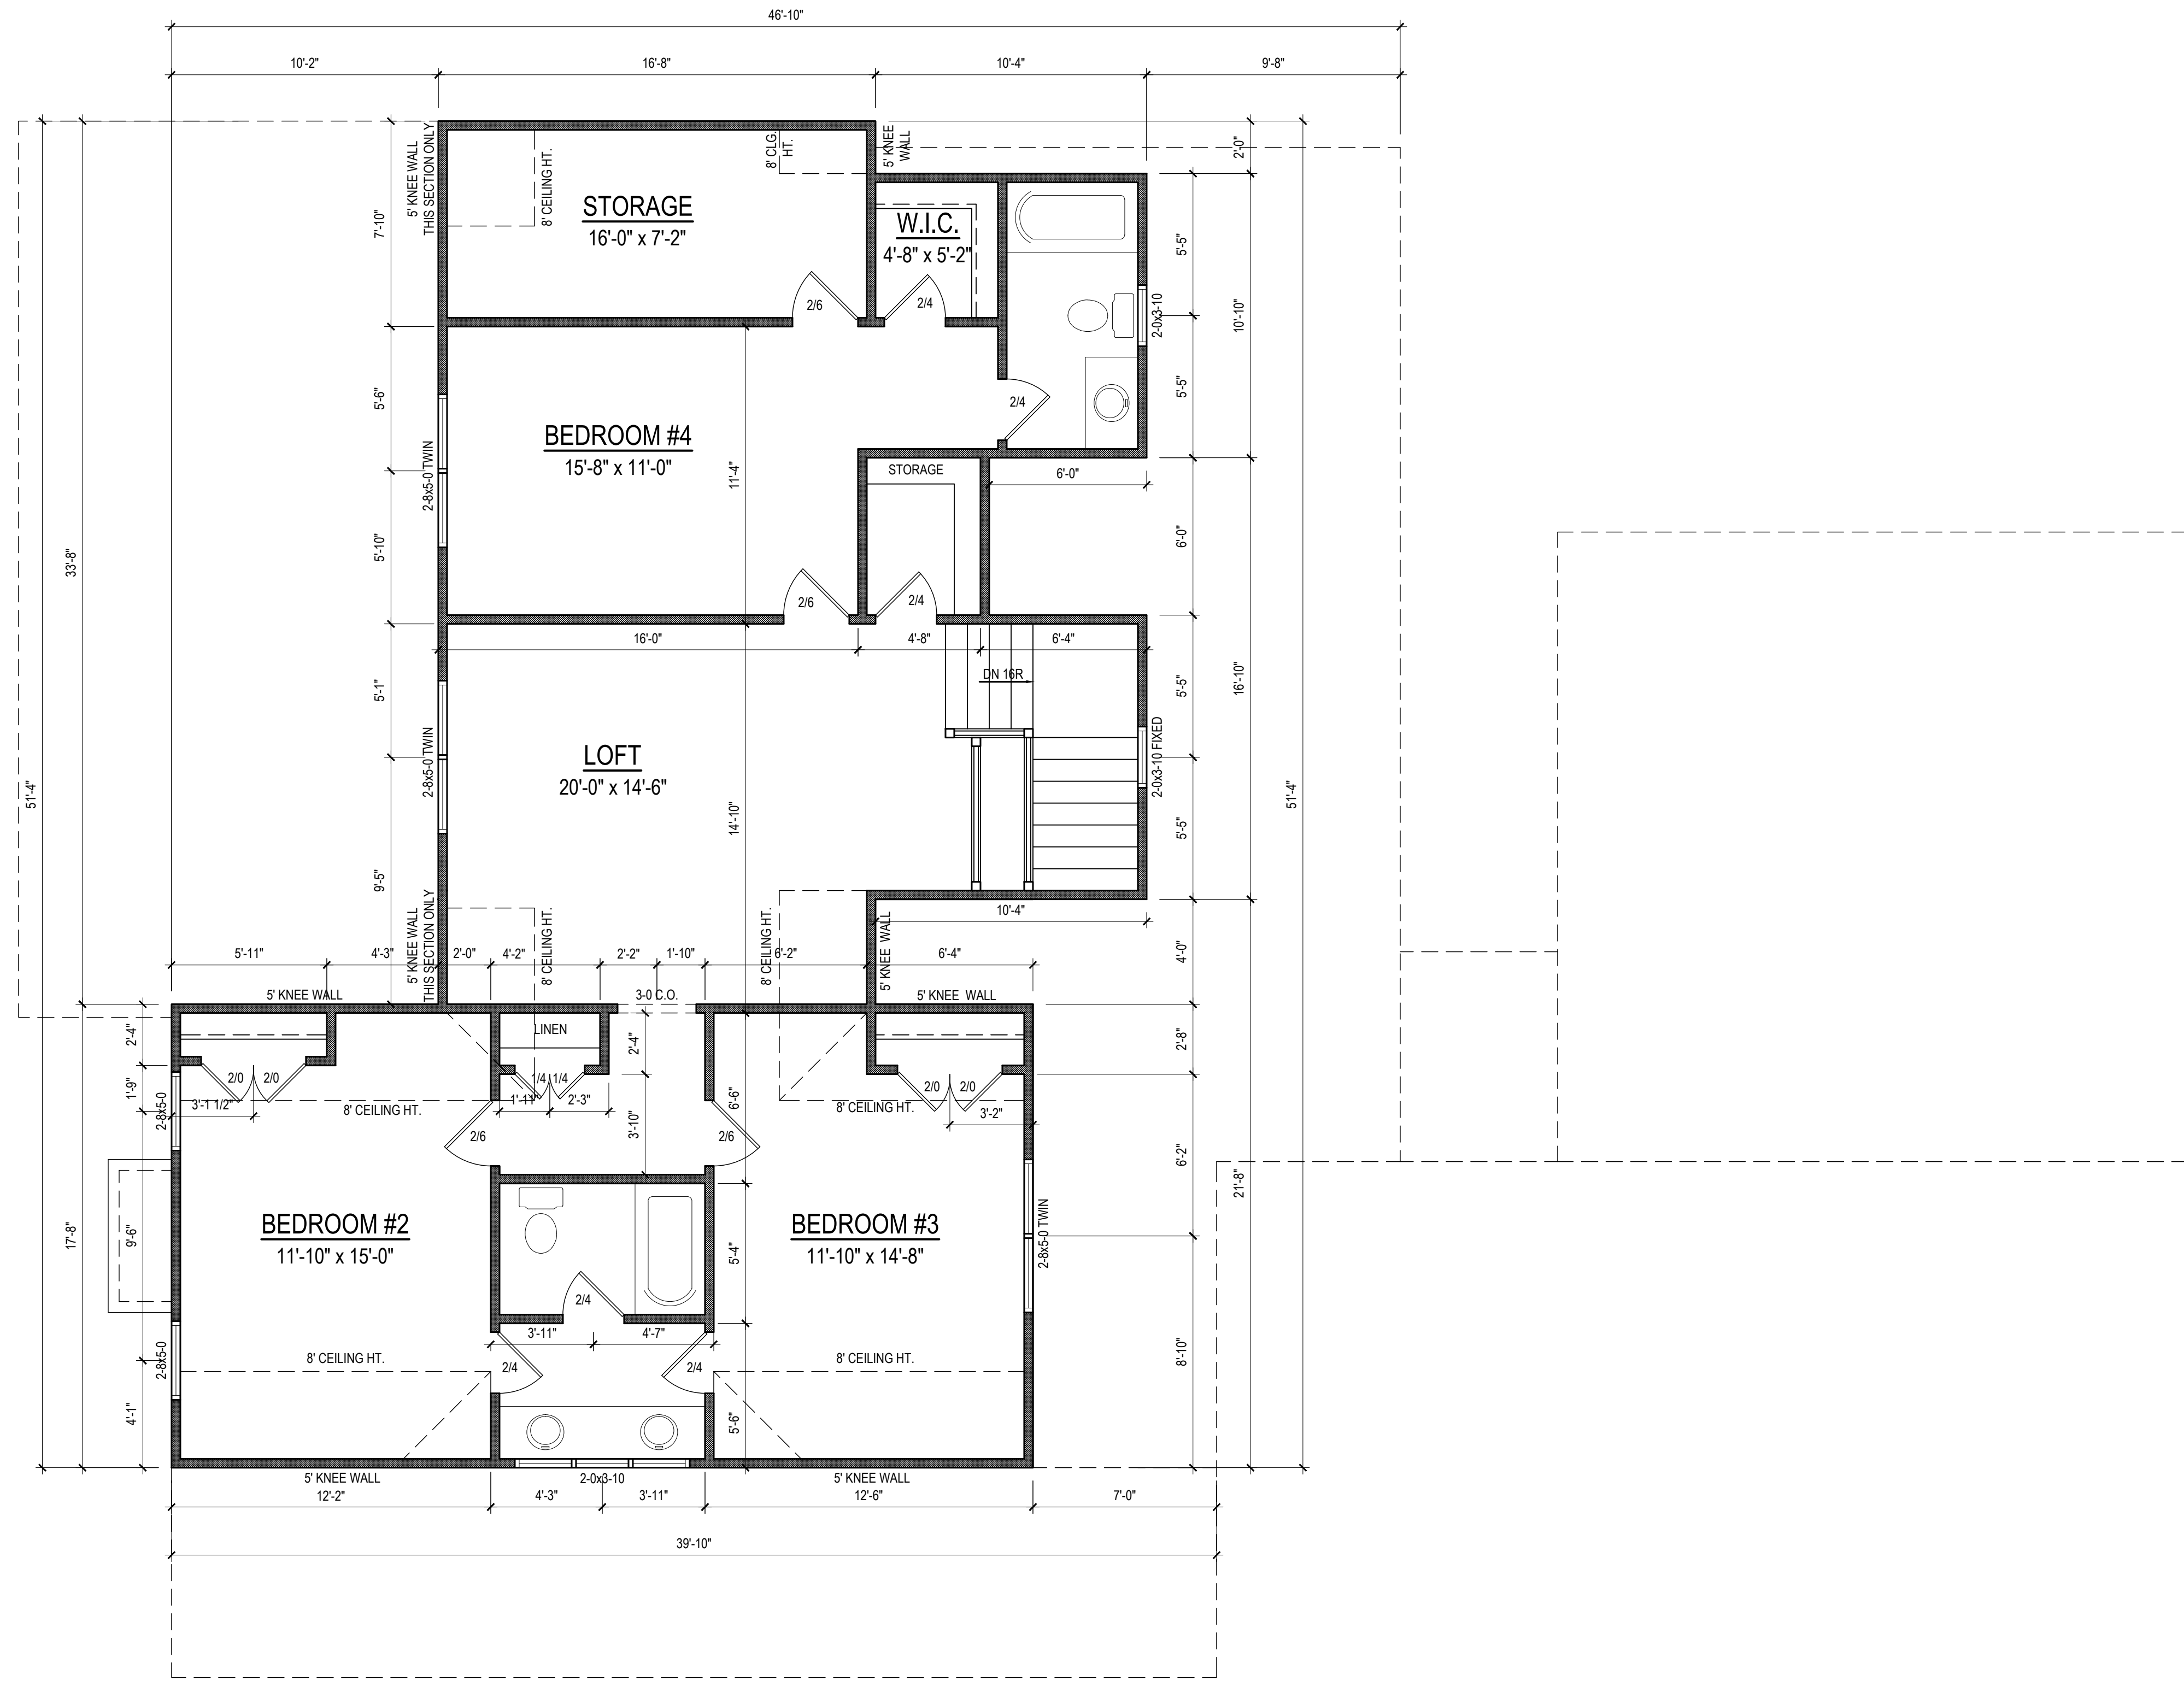 46'-10"
10'-2"
16'-8"
10'-4"
9'-8"
5' KNEE WALL
THIS SECTION ONLY
8' CEILING HT.
8' CLG.
HT.
5' KNEE
WALL
2'-0"
STORAGE
16'-0" x 7'-2"
W.I.C.
4'-8" x 5'-2"
7'-10"
5'-5"
2/6
2/4
2-0x3-10
10'-10"
5'-6"
5'-5"
2/4
BEDROOM #4
15'-8" x 11'-0"
11'-4"
STORAGE
6'-0"
2-8x5-0 TWIN
33'-8"
5'-10"
6'-0"
2/6
2/4
16'-0"
4'-8"
6'-4"
DN 16R
5'-1"
5'-5"
16'-10"
LOFT
20'-0" x 14'-6"
2-8x5-0 TWIN
2-0x3-10 FIXED
51'-4"
51'-4"
14'-10"
5'-5"
9'-5"
10'-4"
5' KNEE WALL
THIS SECTION ONLY
8' CEILING HT.
8' CEILING HT.
5' KNEE WALL
5'-11"
4'-3"
2'-0"
4'-2"
2'-2"
1'-10"
6'-2"
6'-4"
4'-0"
5' KNEE WALL
3-0 C.O.
5' KNEE WALL
LINEN
2'-4"
2'-4"
2'-8"
2/0
2/0
1/4
1/4
2/0
2/0
1'-9"
2-8x5-0
3'-1 1/2"
8' CEILING HT.
1'-11"
2'-3"
6'-6"
8' CEILING HT.
3'-2"
3'-10"
2/6
2/6
6'-2"
21'-8"
17'-8"
9'-6"
BEDROOM #2
11'-10" x 15'-0"
BEDROOM #3
11'-10" x 14'-8"
5'-4"
2-8x5-0 TWIN
2/4
3'-11"
4'-7"
2-8x5-0
8' CEILING HT.
2/4
2/4
8' CEILING HT.
8'-10"
4'-1"
5'-6"
5' KNEE WALL
2-0x3-10
5' KNEE WALL
12'-2"
4'-3"
3'-11"
12'-6"
7'-0"
39'-10"